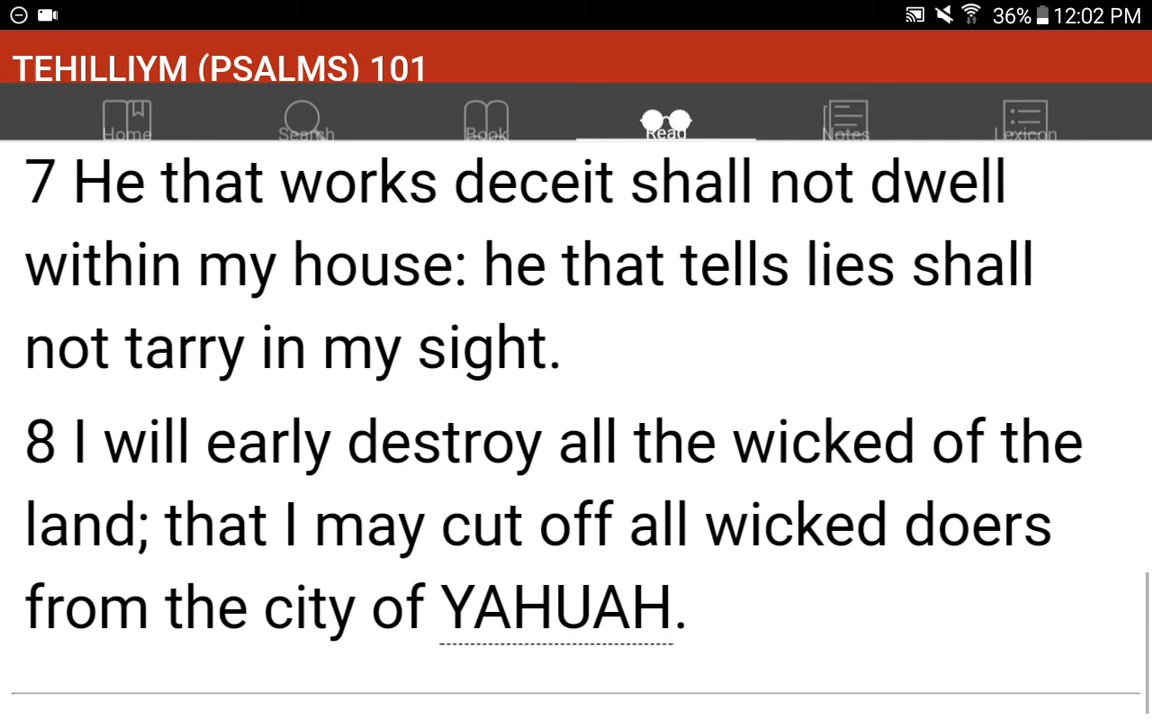 36% 12:02 PM
TEHILLIYM (PSALMS) 101
Home Search Book Read Notes Lexicon
7 He that works deceit shall not dwell
within my house: he that tells lies shall
not tarry in my sight.
8 I will early destroy all the wicked of the
land; that I may cut off all wicked doers
from the city of YAHUAH.